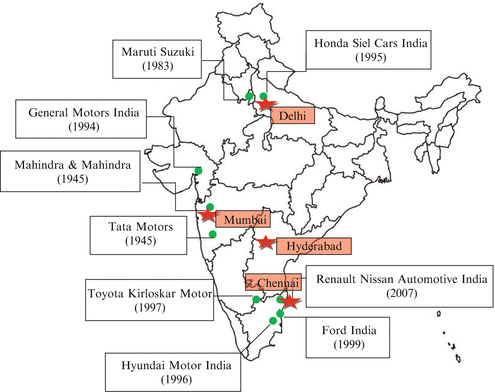 Maruti Suzuki
(1983)
Honda Siel Cars India
(1995)
General Motors India
(1994)
Delhi
Mahindra & Mahindra
(1945)
Mumbai
Tata Motors
(1945)
Hyderabad
Chennai
Toyota Kirloskar Motor
(1997)
Renault Nissan Automotive India
(2007)
Ford India
(1999)
Hyundai Motor India
(1996)